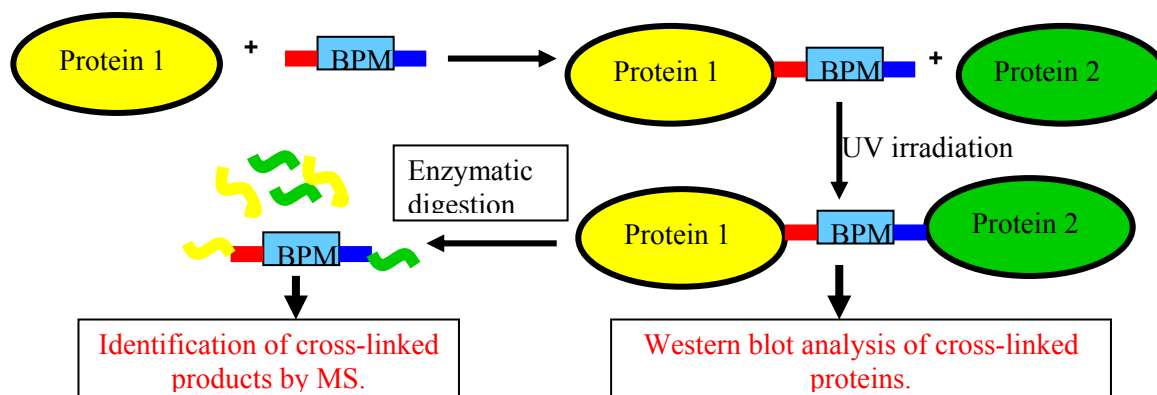 Protein 1
+
BPM
Protein 1
BPM
+
Protein 2
UV irradiation
Enzymatic
digestion
BPM
Protein 1
BPM
Protein 2
Identification of cross-linked
products by MS.
Western blot analysis of cross-linked
proteins.